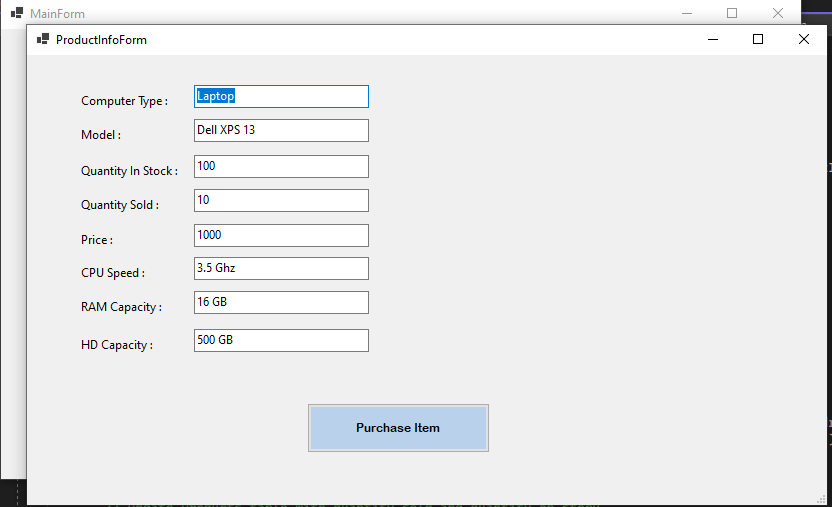 MainForm
ProductInfoForm
Computer Type : Laptop
Model : Dell XPS 13
Quantity In Stock : 100
Quantity Sold : 10
Price : 1000
CPU Speed : 3.5 Ghz
RAM Capacity : 16 GB
HD Capacity : 500 GB
Purchase Item